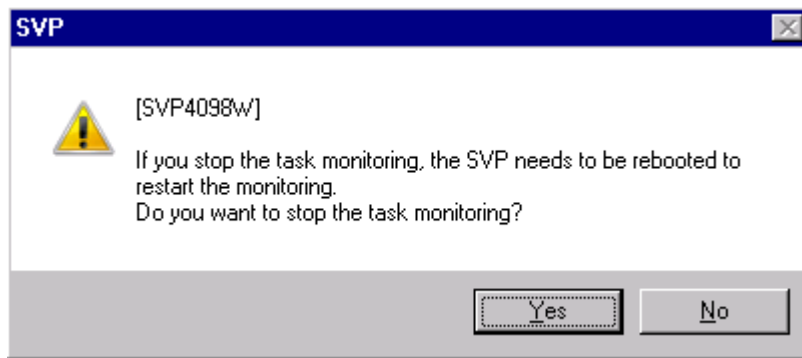 SVP
[SVP4098W]
If you stop the task monitoring, the SVP needs to be rebooted to
restart the monitoring.
Do you want to stop the task monitoring?
Yes No